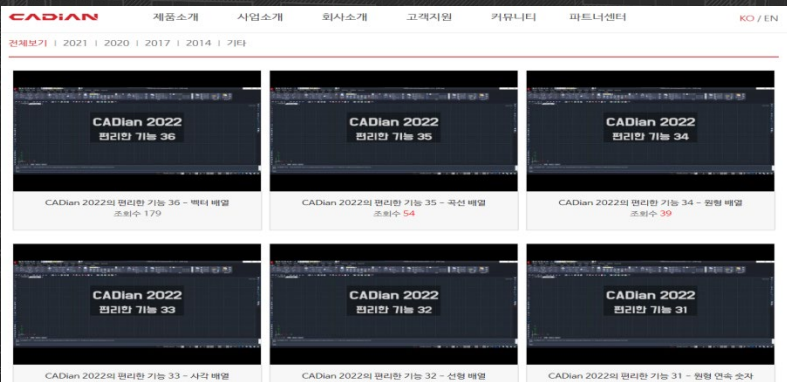 CADIAN
제품소개 사업소개 회사소개 고객지원 커뮤니티 파트너센터 KO / EN
전체보기 | 2021 | 2020 | 2017 | 2014 | 기타
CADian 2022
편리한 기능 36
CADian 2022
편리한 기능 35
CADian 2022
편리한 기능 34
CADian 2022의 편리한 기능 36 - 벡터 배열
조회수 179
CADian 2022의 편리한 기능 35 - 곡선 배열
조회수 54
CADian 2022의 편리한 기능 34 - 원형 배열
조회수 39
CADian 2022
편리한 기능 33
CADian 2022
편리한 기능 32
CADian 2022
편리한 기능 31
CADian 2022의 편리한 기능 33 - 사각 배열
CADian 2022의 편리한 기능 32 - 선형 배열
CADian 2022의 편리한 기능 31 - 원형 연속 숫자